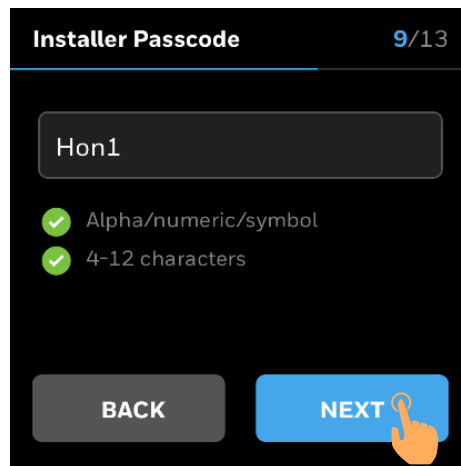 Installer Passcode 9/13
Hon1
Alpha/numeric/symbol
4-12 characters
BACK NEXT